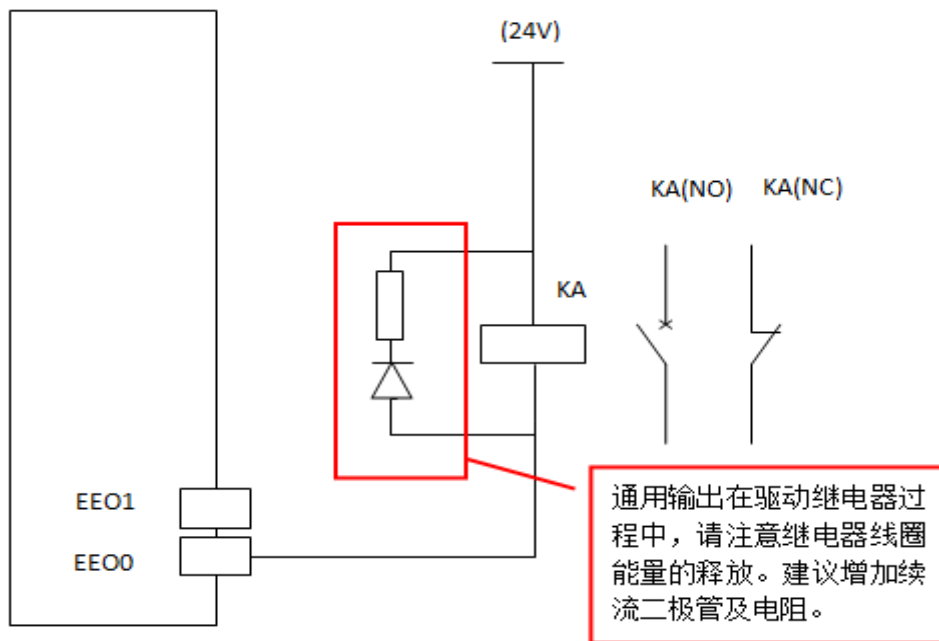 (24V)
KA(NO)
KA(NC)
KA
EEO1
EEO0
通用输出在驱动继电器过
程中，请注意继电器线圈
能量的释放。建议增加续
流二极管及电阻。